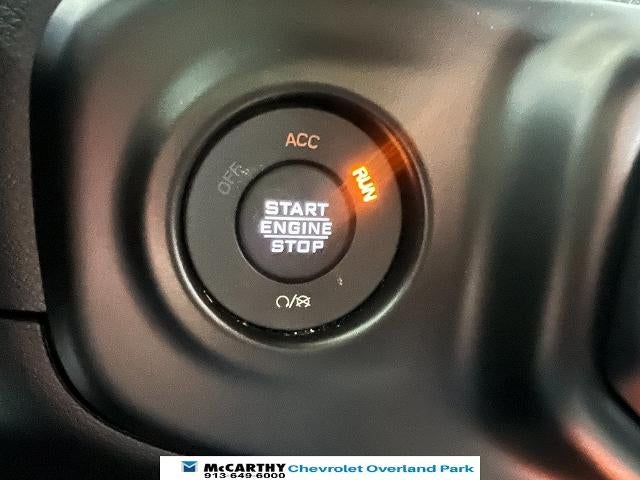 ACC
OFF
RUN
START
ENGINE
STOP
McCARTHY Chevrolet Overland Park
913-649-6000